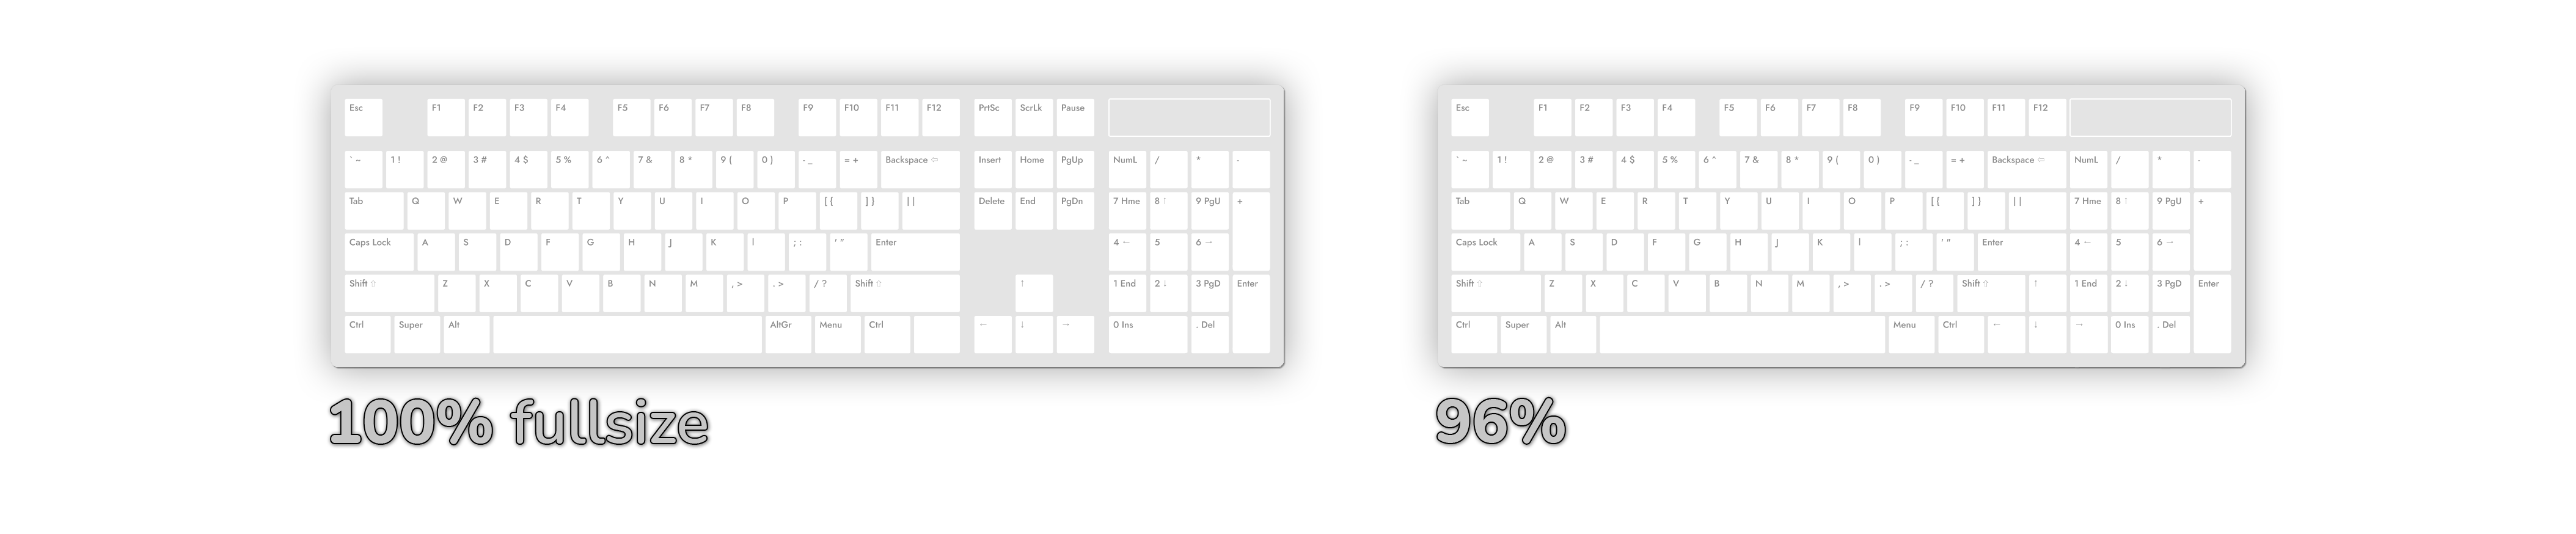 Esc F1 F2 F3 F4 F5 F6 F7 F8 F9 F10 F11 F12 PrtSc ScrLk Pause
` ~ 1 ! 2 @ 3 # 4 $ 5 % 6 ^ 7 & 8 * 9 ( 0 ) - _ = + Backspace ⇦ Insert Home PgUp NumL / * -
Tab Q W E R T Y U I O P [ { ] } | | Delete End PgDn 7 Hme 8 ↑ 9 PgU +
Caps Lock A S D F G H J K l ; : ' " Enter 4 ← 5 6 →
Shift ⇧ Z X C V B N M , > . > / ? Shift ⇧ ↑ 1 End 2 ↓ 3 PgD Enter
Ctrl Super Alt AltGr Menu Ctrl ← ↓ → 0 Ins . Del
100% fullsize
Esc F1 F2 F3 F4 F5 F6 F7 F8 F9 F10 F11 F12
` ~ 1 ! 2 @ 3 # 4 $ 5 % 6 ^ 7 & 8 * 9 ( 0 ) - _ = + Backspace ⇦ NumL / * -
Tab Q W E R T Y U I O P [ { ] } | | 7 Hme 8 ↑ 9 PgU +
Caps Lock A S D F G H J K l ; : ' " Enter 4 ← 5 6 →
Shift ⇧ Z X C V B N M , > . > / ? Shift ⇧ ↑ 1 End 2 ↓ 3 PgD Enter
Ctrl Super Alt Menu Ctrl ← ↓ → 0 Ins . Del
96%